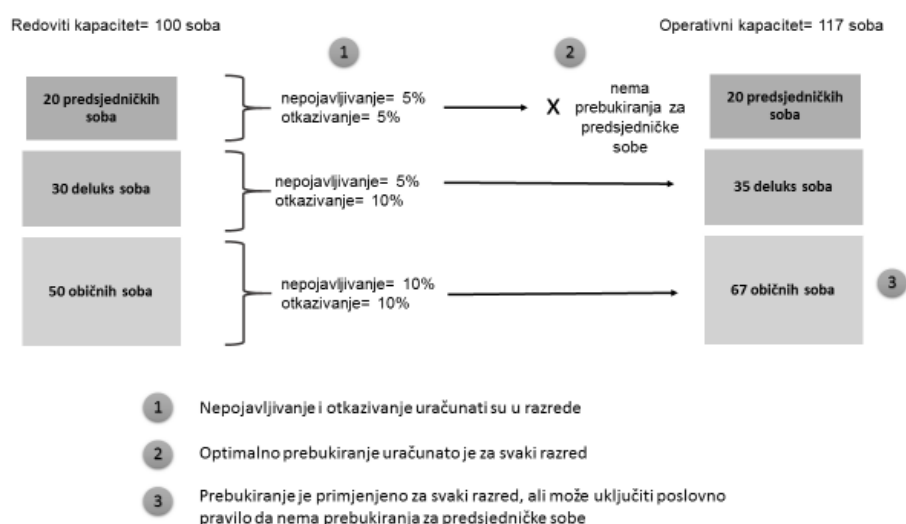 Redoviti kapacitet= 100 soba
Operativni kapacitet= 117 soba
1
2
20 predsjedničkih
soba
nepojavljivanje= 5%
otkazivanje= 5%
X
nema
prebukiranja za
predsjedničke
sobe
20 predsjedničkih
soba
30 deluks soba
nepojavljivanje= 5%
otkazivanje= 10%
35 deluks soba
50 običnih soba
nepojavljivanje= 10%
otkazivanje= 10%
67 običnih soba
3
1 Nepojavljivanje i otkazivanje uračunati su u razrede
2 Optimalno prebukiranje uračunato je za svaki razred
3 Prebukiranje je primjenjeno za svaki razred, ali može uključiti poslovno
pravilo da nema prebukiranja za predsjedničke sobe